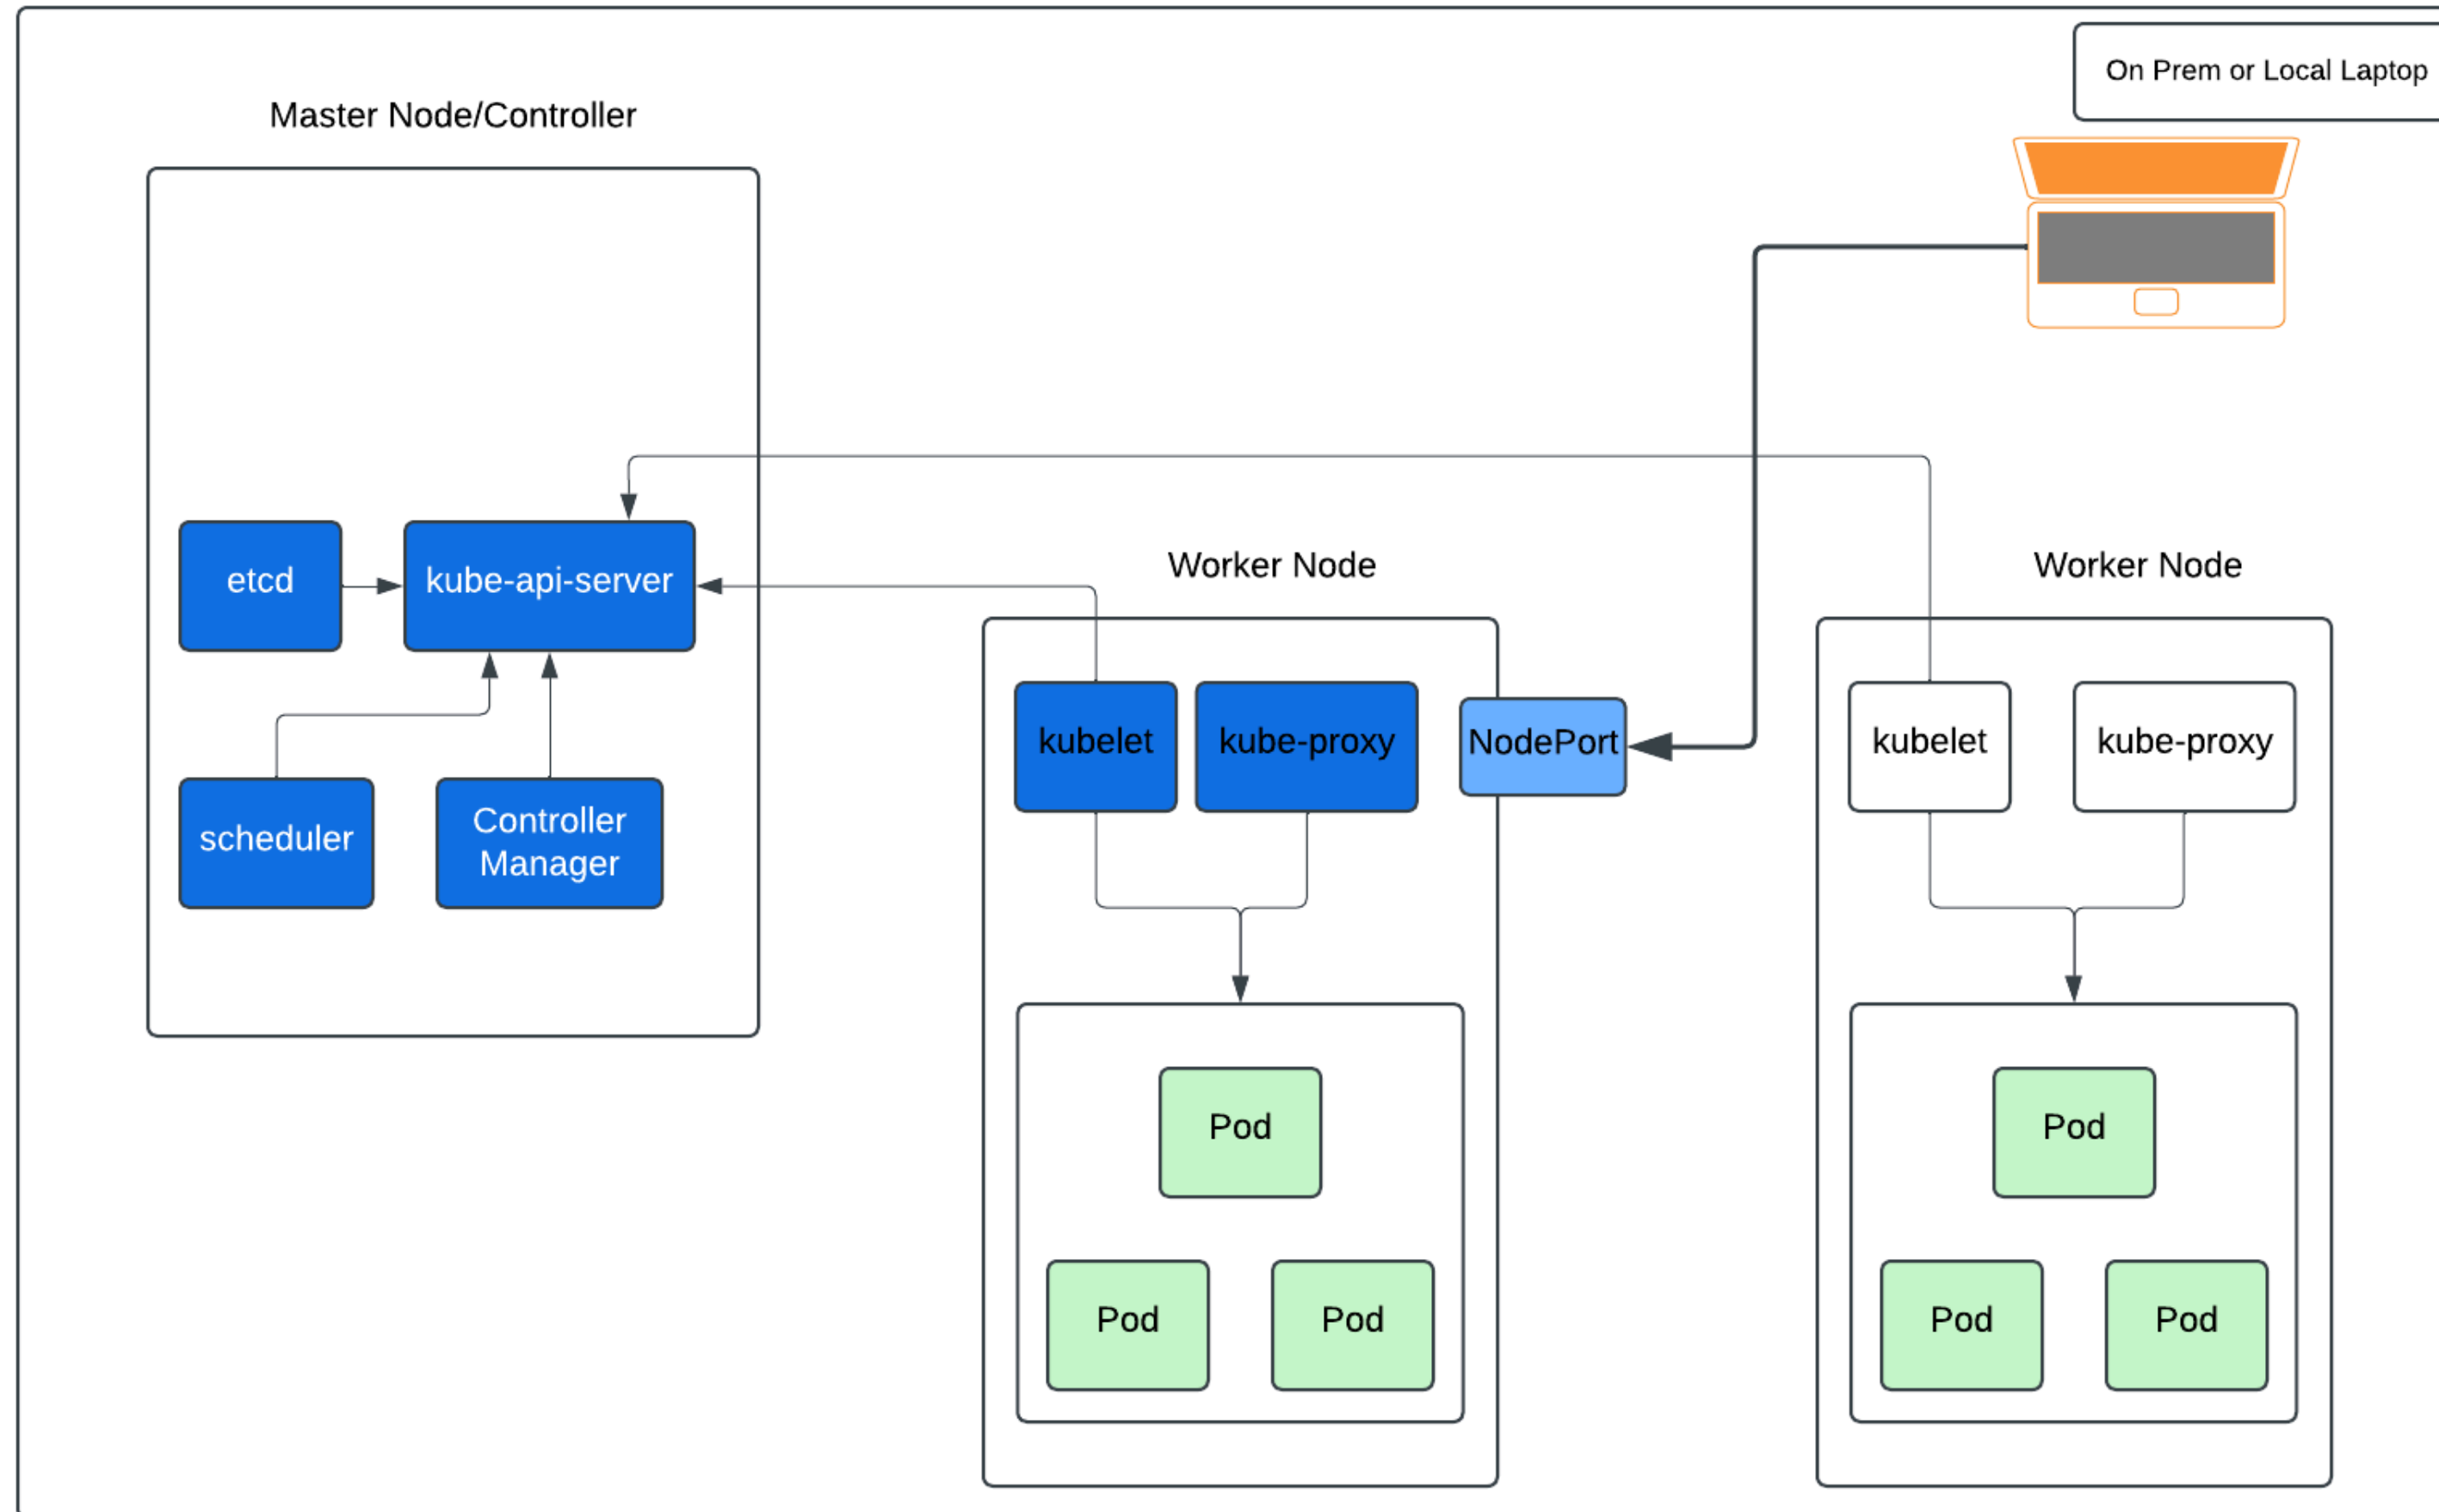 On Prem or Local Laptop
Master Node/Controller
etcd
kube-api-server
scheduler
Controller
Manager
Worker Node
kubelet
kube-proxy
NodePort
Pod
Pod
Pod
Worker Node
kubelet
kube-proxy
Pod
Pod
Pod